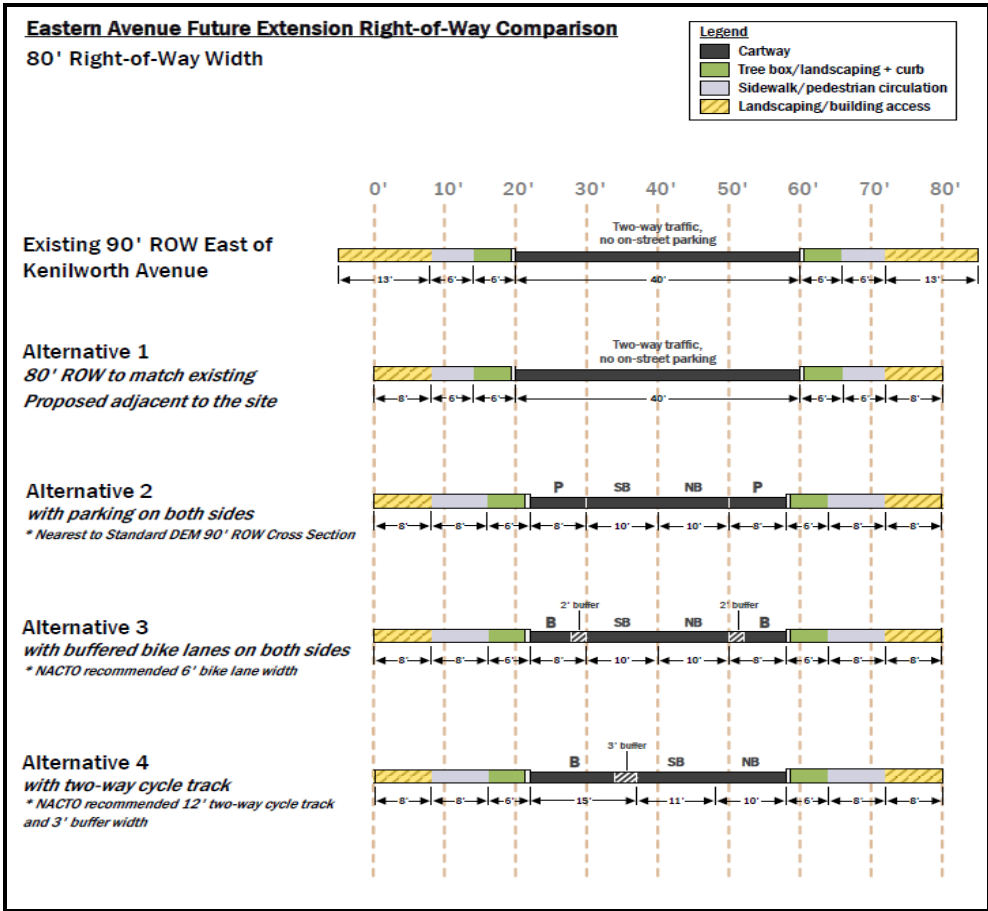 Eastern Avenue Future Extension Right-of-Way Comparison
80' Right-of-Way Width
Legend
Cartway
Tree box/landscaping + curb
Sidewalk/pedestrian circulation
Landscaping/building access
0' 10' 20' 30' 40' 50' 60' 70' 80'
Existing 90' ROW East of
Kenilworth Avenue
Two-way traffic,
no on-street parking
13' 6' 6' 40' 6' 6' 13'
Alternative 1
80' ROW to match existing
Proposed adjacent to the site
Two-way traffic,
no on-street parking
8' 6' 6' 40' 6' 6' 8'
Alternative 2
with parking on both sides
* Nearest to Standard DEM 90' ROW Cross Section
P SB NB P
8' 8' 6' 8' 10' 10' 8' 6' 8' 8'
Alternative 3
with buffered bike lanes on both sides
* NACTO recommended 6' bike lane width
2' buffer 2' buffer
B SB NB B
8' 8' 6' 8' 10' 10' 8' 6' 8' 8'
Alternative 4
with two-way cycle track
* NACTO recommended 12' two-way cycle track
and 3' buffer width
3' buffer
B SB NB
8' 8' 6' 15' 11' 10' 6' 8' 8'